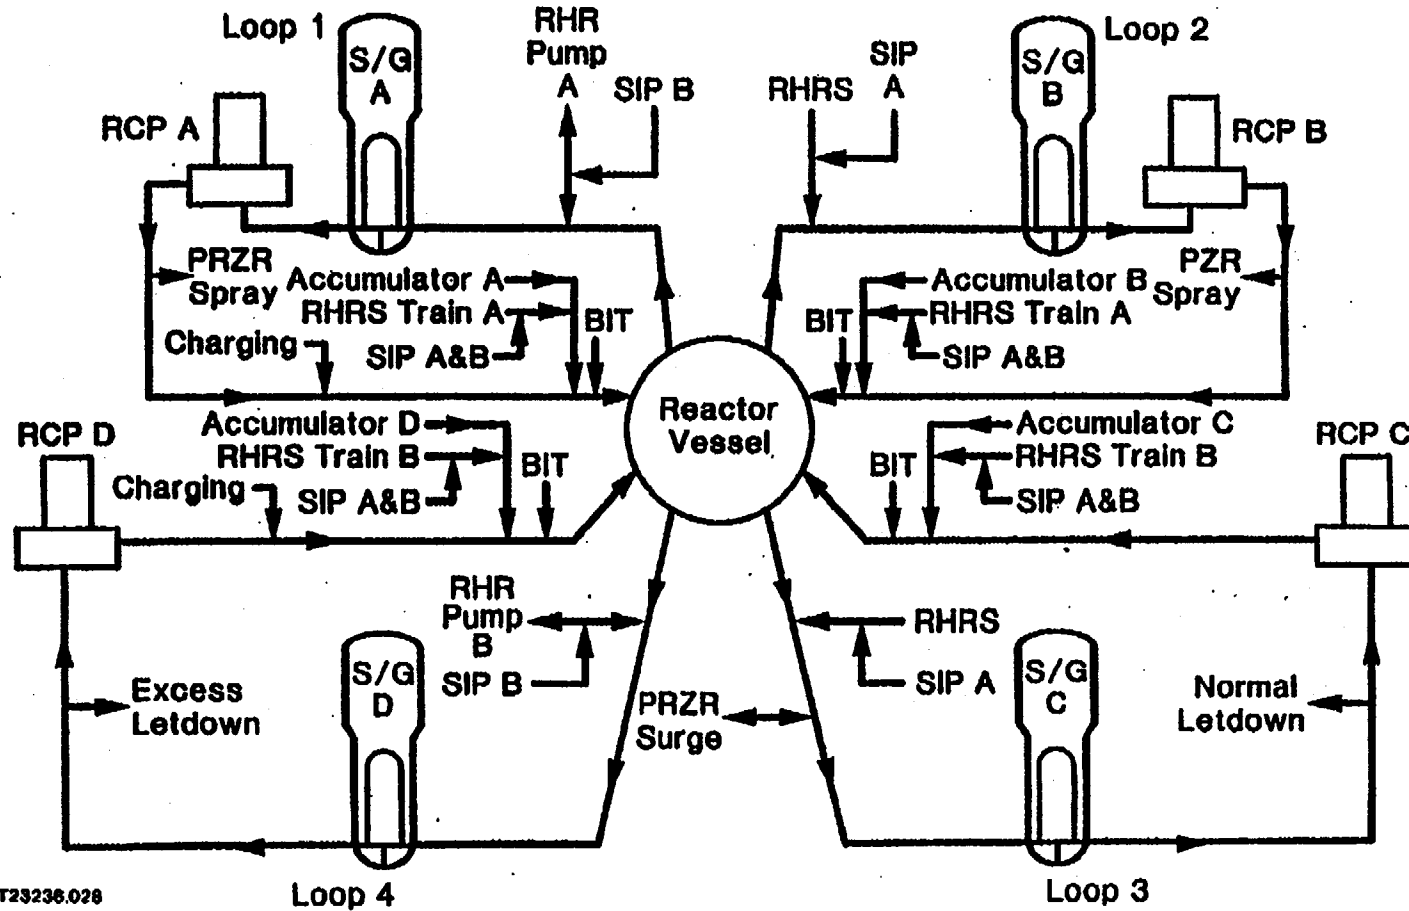 Loop 1
S/G
A
RHR
Pump
A
SIP B
RHRS
SIP
A
S/G
B
Loop 2
RCP A
RCP B
PRZR
Spray
Accumulator A
RHRS Train A
SIP A&B
BIT
Charging
BIT
Accumulator B
RHRS Train A
SIP A&B
PZR
Spray
Reactor
Vessel
RCP D
Accumulator D
RHRS Train B
SIP A&B
BIT
Charging
BIT
Accumulator C
RHRS Train B
SIP A&B
RCP C
RHR
Pump
B
SIP B
RHRS
SIP A
Excess
Letdown
S/G
D
PRZR
Surge
S/G
C
Normal
Letdown
T23236.028
Loop 4
Loop 3